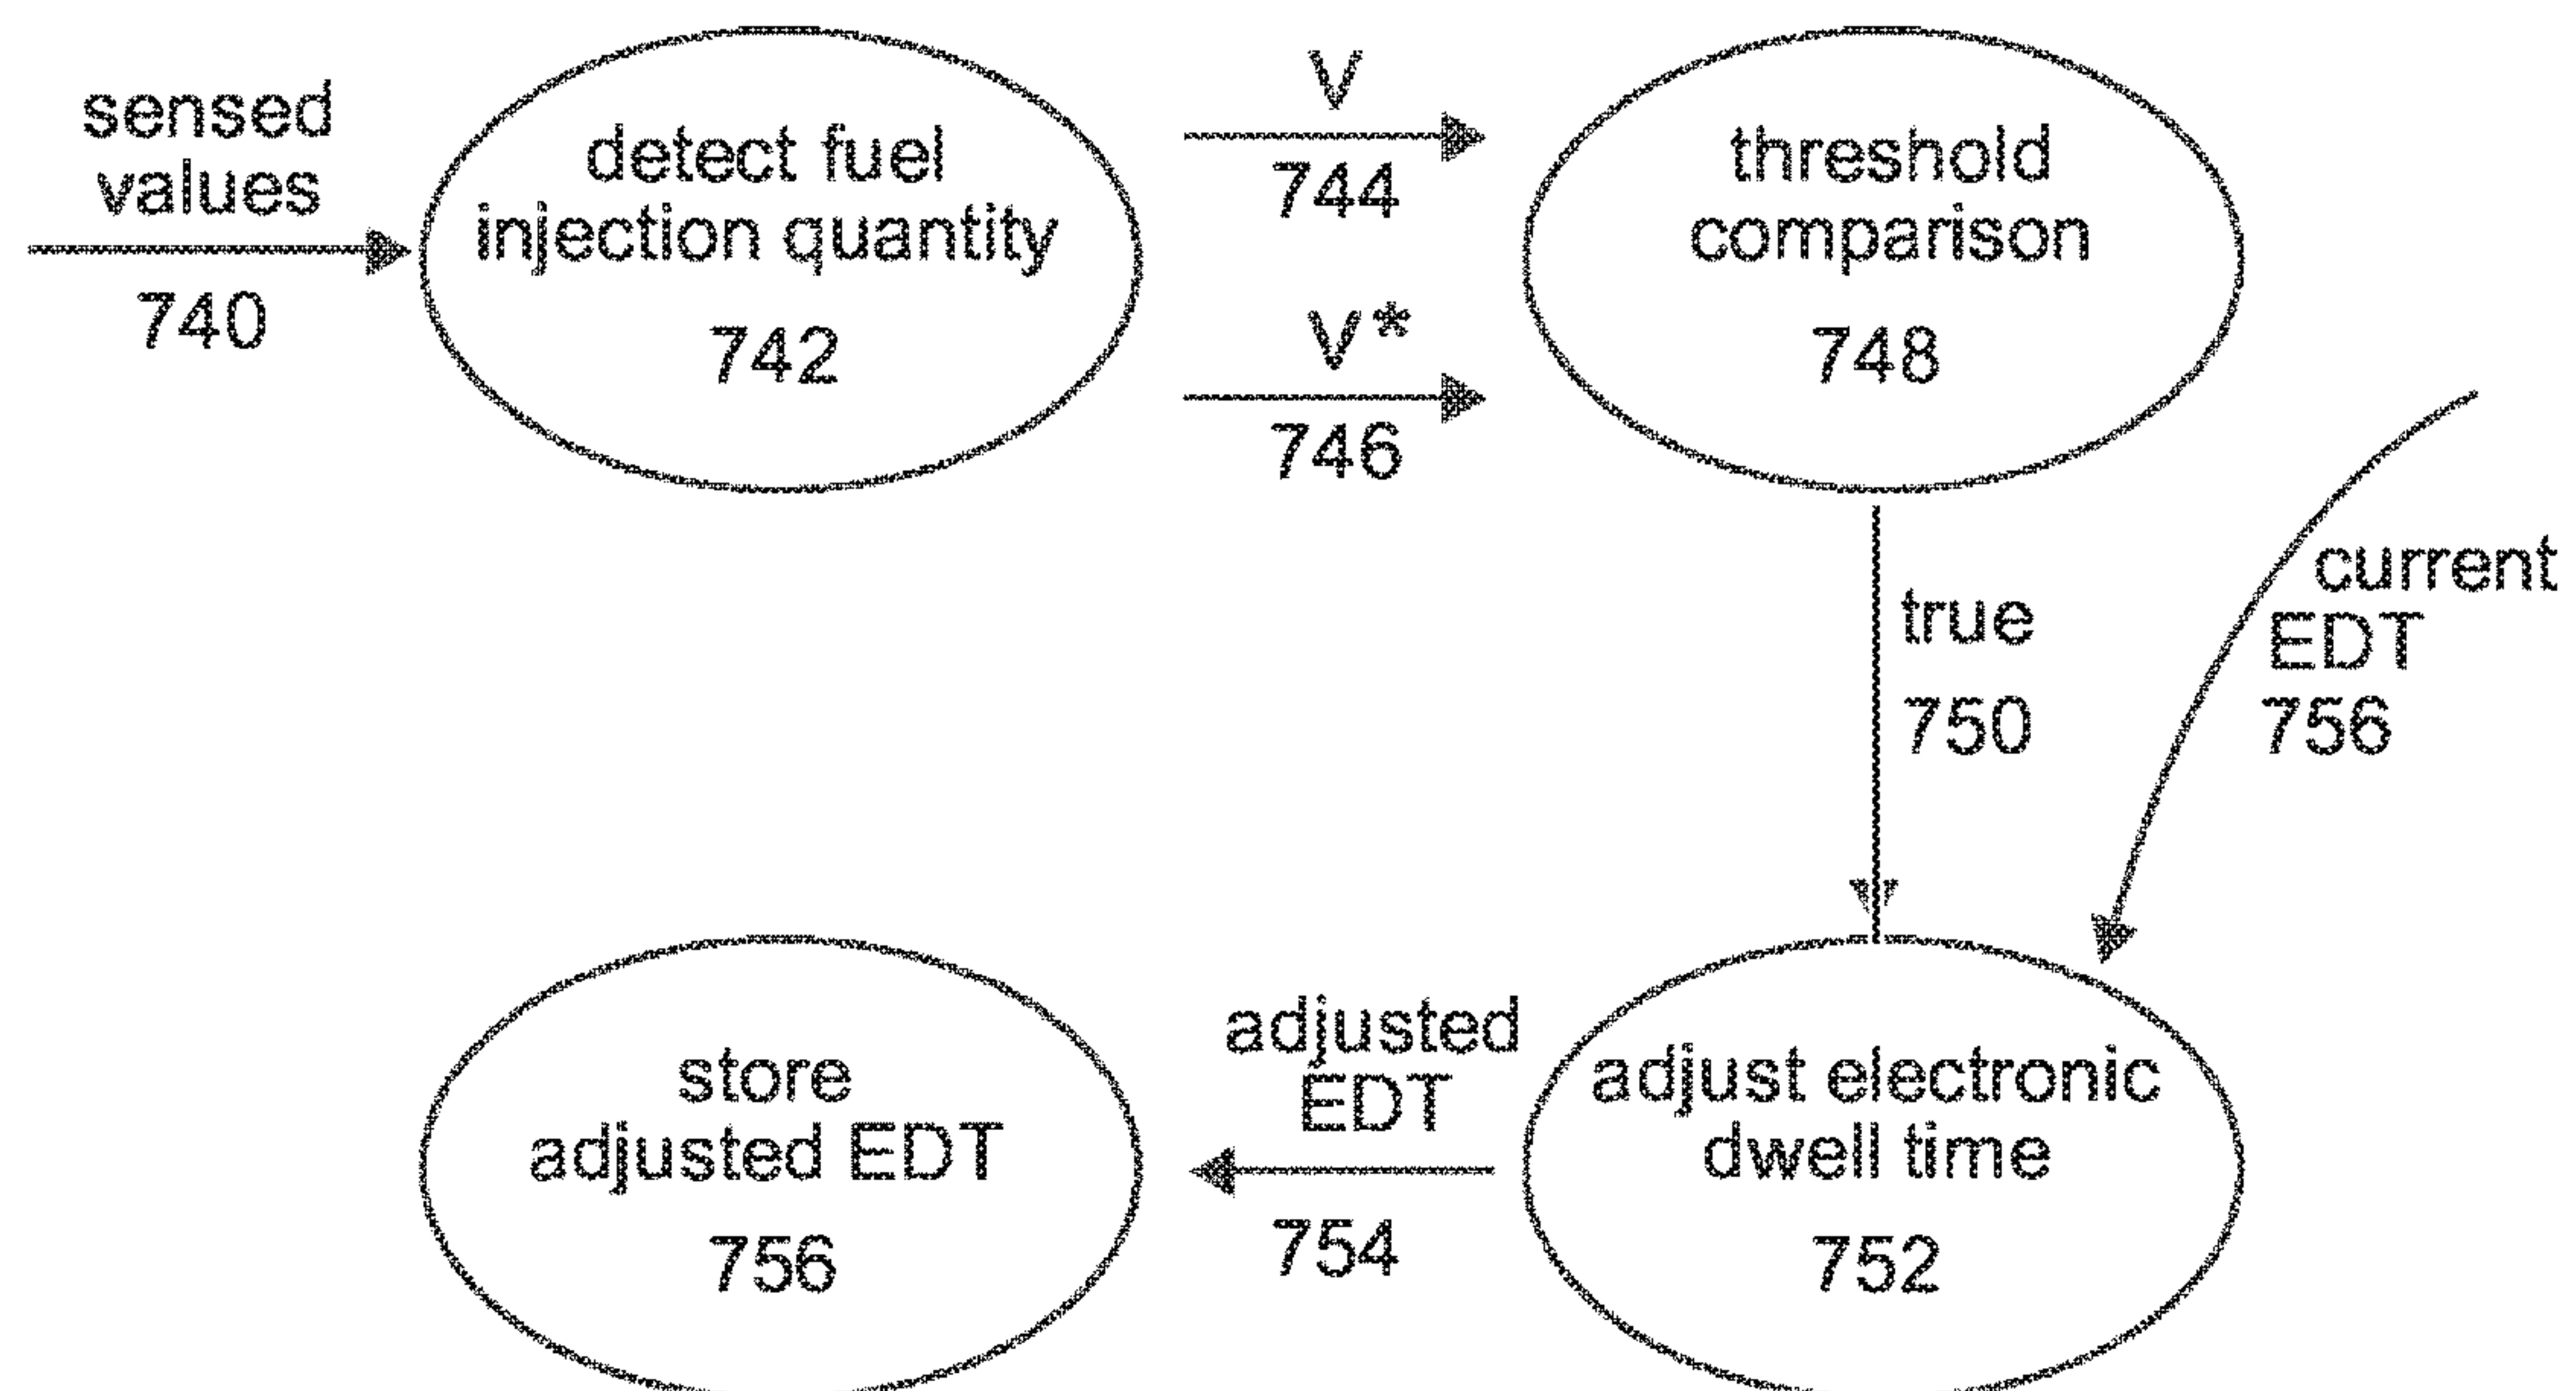 sensed
values
740
detect fuel
injection quantity
742
V
744
V*
746
threshold
comparison
748
true
750
current
EDT
756
adjust electronic
dwell time
752
adjusted
EDT
754
store
adjusted EDT
756